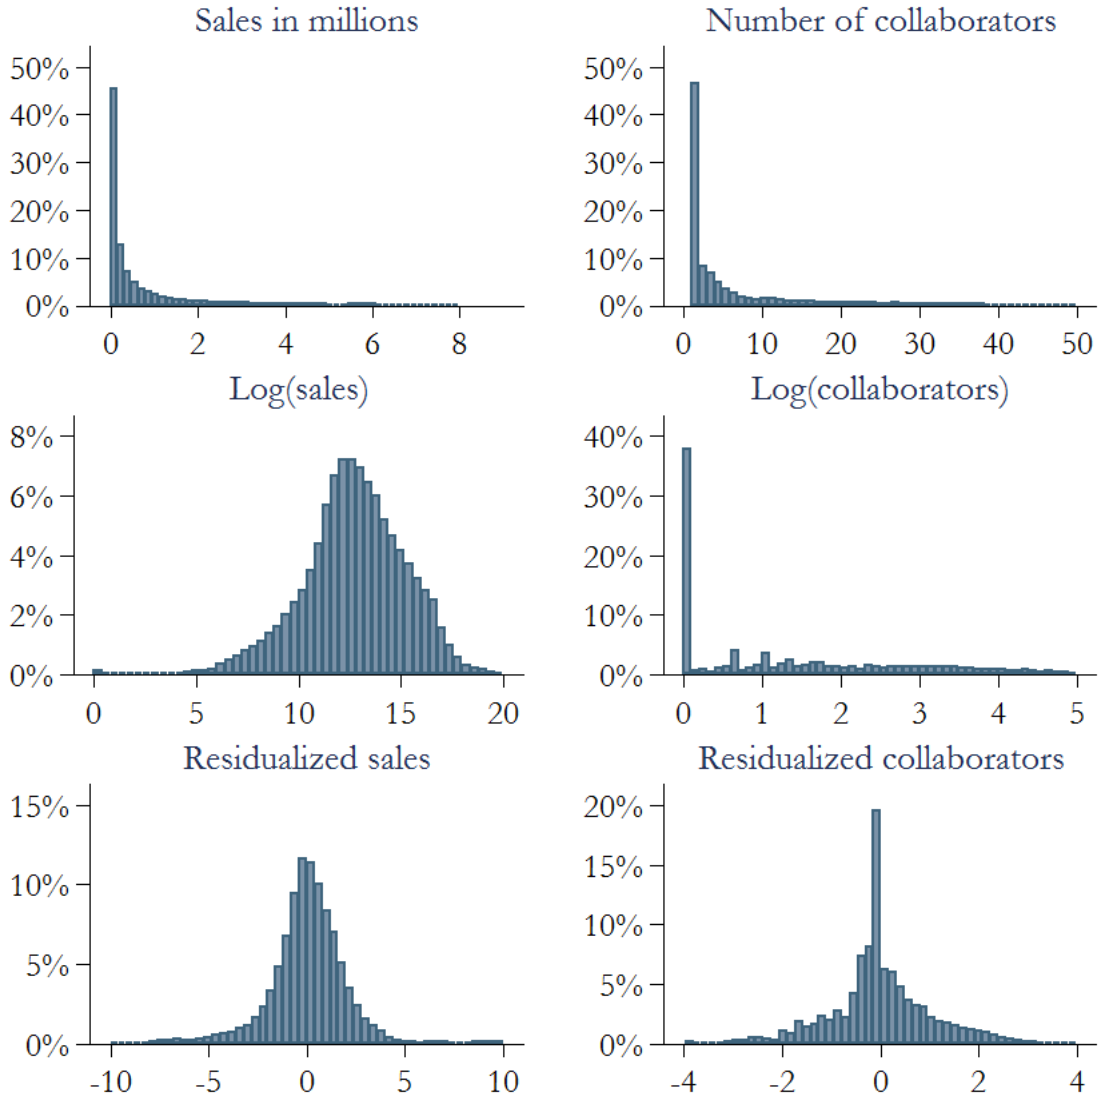 Sales in millions
50%
40%
30%
20%
10%
0%
0 2 4 6 8
Number of collaborators
50%
40%
30%
20%
10%
0%
0 10 20 30 40 50
Log(sales)
8%
6%
4%
2%
0%
0 5 10 15 20
Log(collaborators)
40%
30%
20%
10%
0%
0 1 2 3 4 5
Residualized sales
15%
10%
5%
0%
-10 -5 0 5 10
Residualized collaborators
20%
15%
10%
5%
0%
-4 -2 0 2 4